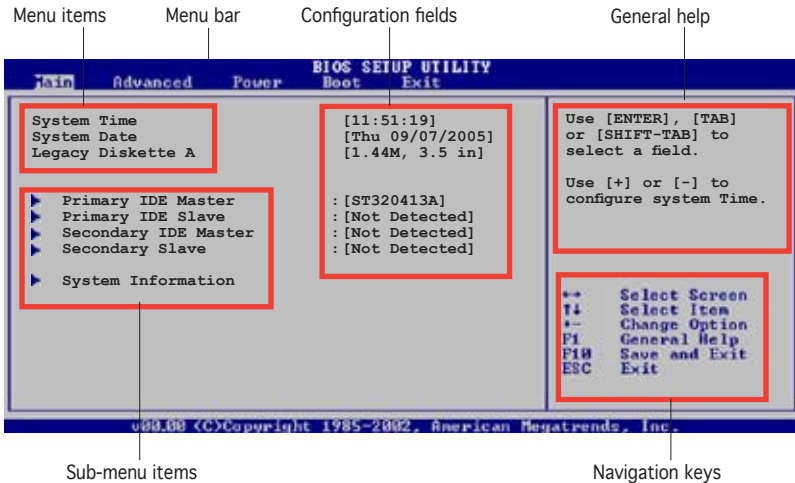 Menu items Menu bar Configuration fields General help
BIOS SETUP UTILITY
Main Advanced Power Boot Exit
System Time [11:51:19]
System Date [Thu 09/07/2005]
Legacy Diskette A [1.44M, 3.5 in]
Primary IDE Master :[ST320413A]
Primary IDE Slave :[Not Detected]
Secondary IDE Master :[Not Detected]
Secondary Slave :[Not Detected]
System Information
Use [ENTER], [TAB]
or [SHIFT-TAB] to
select a field.
Use [+] or [-] to
configure system Time.
←→ Select Screen
↑↓ Select Item
+- Change Option
F1 General Help
F10 Save and Exit
ESC Exit
v00.00 (C)Copyright 1985-2002, American Megatrends, Inc.
Sub-menu items Navigation keys